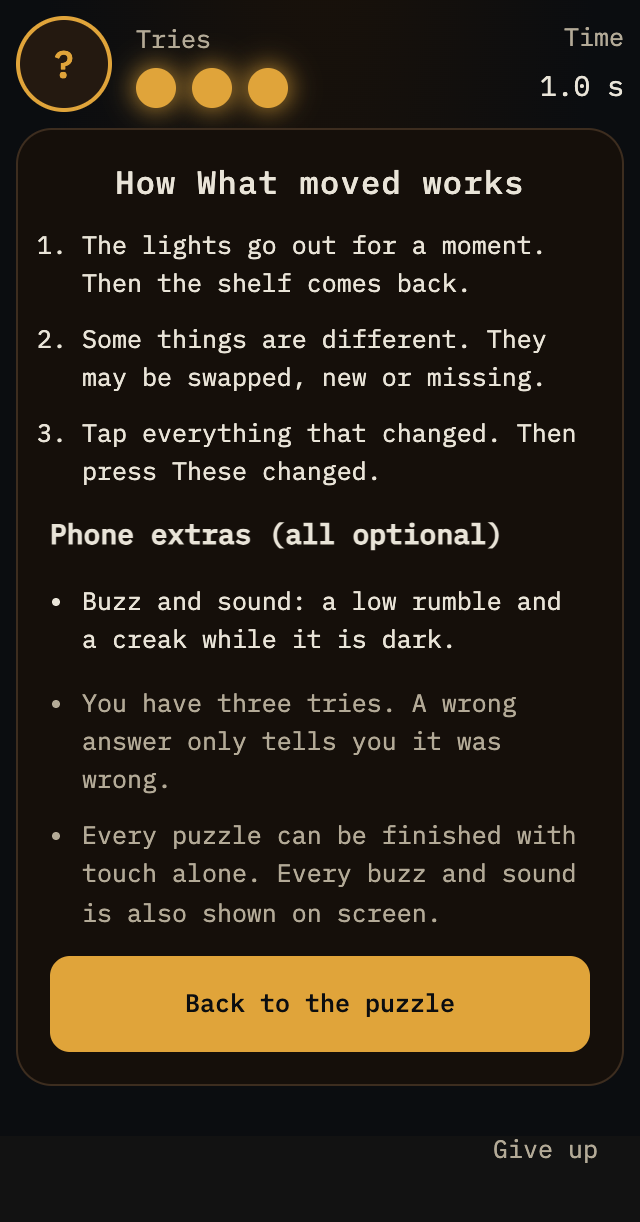 ?
Tries
Time
1.0 s
How What moved works
1. The lights go out for a moment.
Then the shelf comes back.
2. Some things are different. They
may be swapped, new or missing.
3. Tap everything that changed. Then
press These changed.
Phone extras (all optional)
• Buzz and sound: a low rumble and
a creak while it is dark.
• You have three tries. A wrong
answer only tells you it was
wrong.
• Every puzzle can be finished with
touch alone. Every buzz and sound
is also shown on screen.
Back to the puzzle
Give up